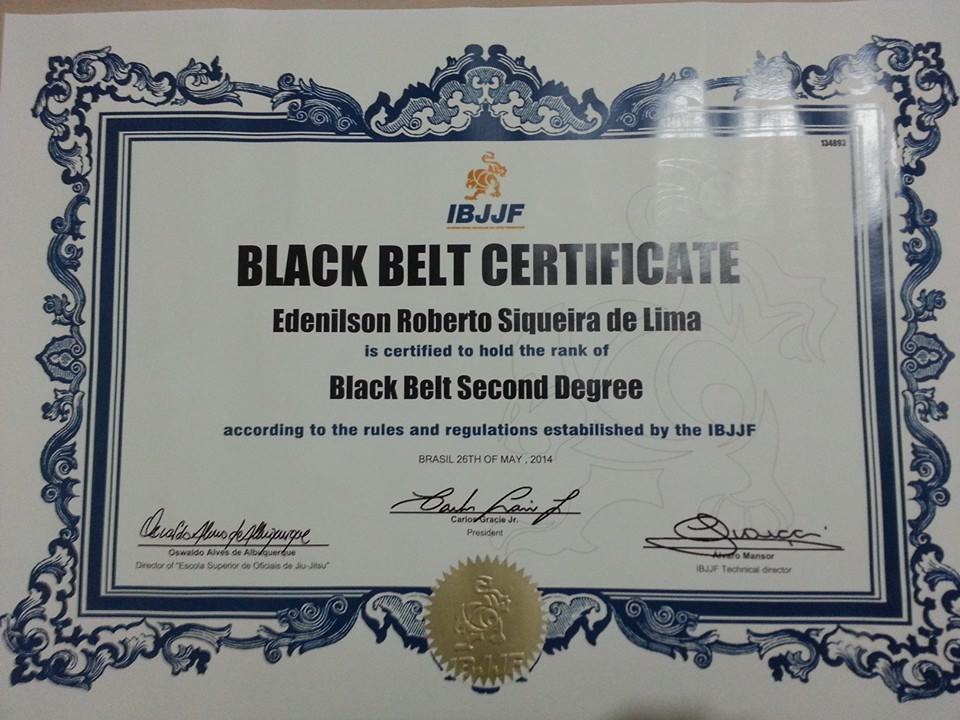 134893
IBJJF
BLACK BELT CERTIFICATE
Edenilson Roberto Siqueira de Lima
is certified to hold the rank of
Black Belt Second Degree
according to the rules and regulations estabilished by the IBJJF
BRASIL 26TH OF MAY , 2014
Oswaldo Alves de Albuquerque
Director of "Escola Superior de Oficiais de Jiu-Jitsu"
Carlos Gracie Jr.
President
Álvaro Mansor
IBJJF Technical director
IBJJF